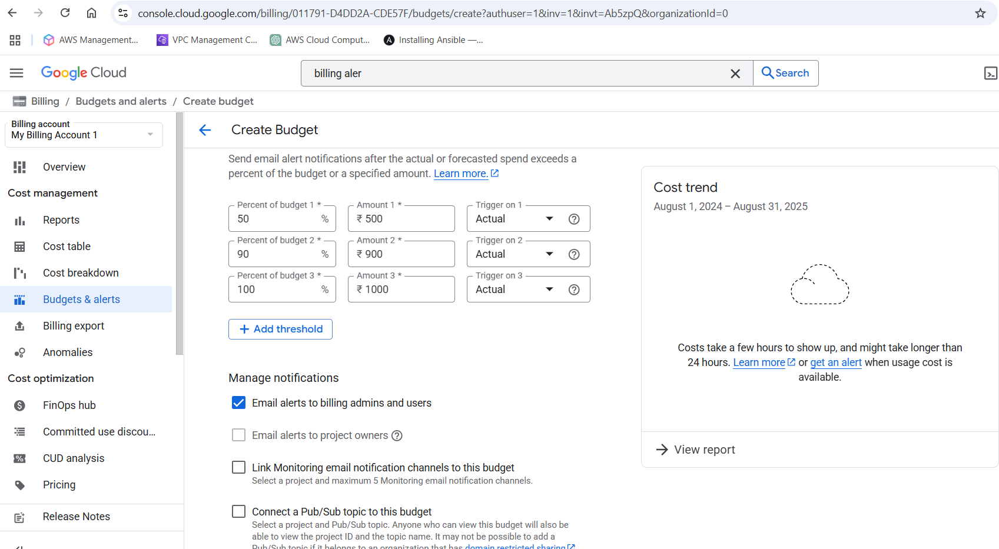 console.cloud.google.com/billing/011791-D4DD2A-CDE57F/budgets/create?authuser=1&inv=1&invt=Ab5zpQ&organizationId=0
AWS Management...
VPC Management C...
AWS Cloud Comput...
Installing Ansible —...
Google Cloud
billing aler
Search
Billing / Budgets and alerts / Create budget
Billing account
My Billing Account 1
Overview
Cost management
Reports
Cost table
Cost breakdown
Budgets & alerts
Billing export
Anomalies
Cost optimization
FinOps hub
Committed use discou...
CUD analysis
Pricing
Release Notes
Create Budget
Send email alert notifications after the actual or forecasted spend exceeds a
percent of the budget or a specified amount. Learn more.
Percent of budget 1 *
50 %
Amount 1 *
₹ 500
Trigger on 1
Actual
Percent of budget 2 *
90 %
Amount 2 *
₹ 900
Trigger on 2
Actual
Percent of budget 3 *
100 %
Amount 3 *
₹ 1000
Trigger on 3
Actual
+ Add threshold
Manage notifications
Email alerts to billing admins and users
Email alerts to project owners
Link Monitoring email notification channels to this budget
Select a project and maximum 5 Monitoring email notification channels.
Connect a Pub/Sub topic to this budget
Select a project and Pub/Sub topic. Anyone who can view this budget will also be
able to view the project ID and the topic name. It may not be possible to add a
Pub/Sub topic if it belongs to an organization that has domain restricted sharing
Cost trend
August 1, 2024 – August 31, 2025
Costs take a few hours to show up, and might take longer than
24 hours. Learn more or get an alert when usage cost is
available.
View report